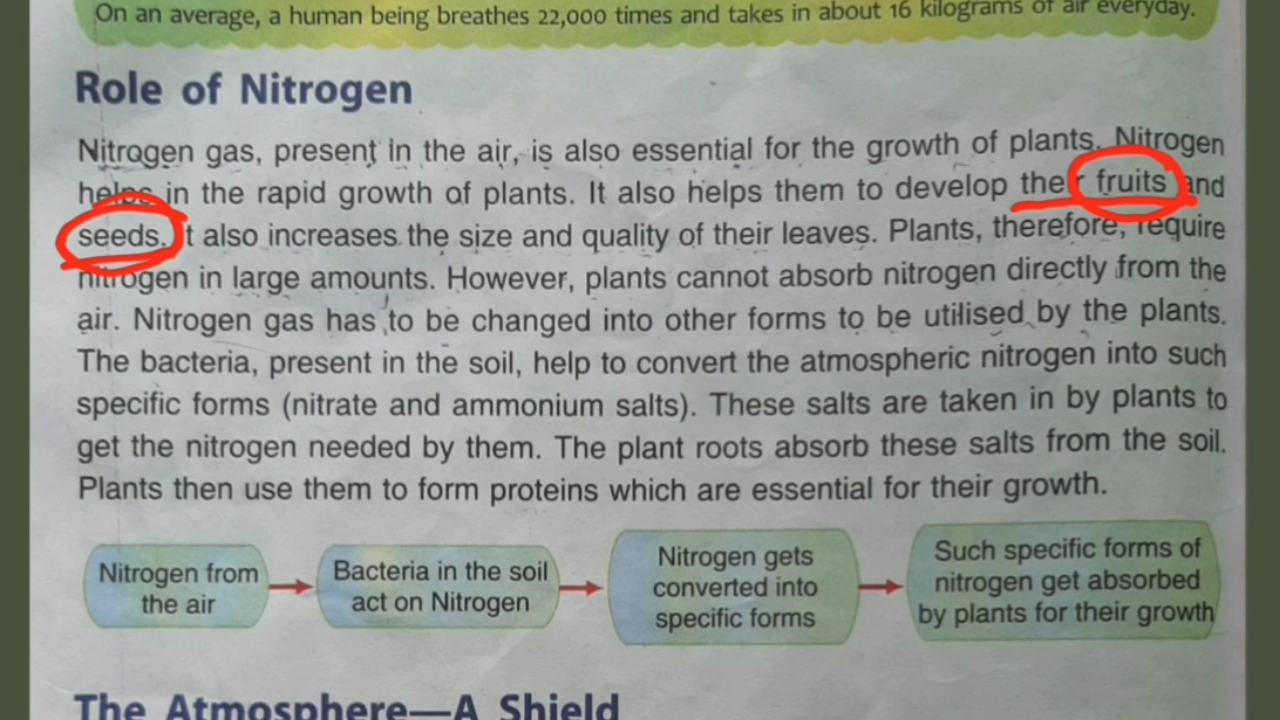 On an average, a human being breathes 22,000 times and takes in about 16 kilograms of air everyday.
Role of Nitrogen
Nitrogen gas, present in the air, is also essential for the growth of plants. Nitrogen
helps in the rapid growth of plants. It also helps them to develop their fruits and
seeds. It also increases the size and quality of their leaves. Plants, therefore, require
nitrogen in large amounts. However, plants cannot absorb nitrogen directly from the
air. Nitrogen gas has to be changed into other forms to be utilised by the plants.
The bacteria, present in the soil, help to convert the atmospheric nitrogen into such
specific forms (nitrate and ammonium salts). These salts are taken in by plants to
get the nitrogen needed by them. The plant roots absorb these salts from the soil.
Plants then use them to form proteins which are essential for their growth.
Nitrogen from
the air
Bacteria in the soil
act on Nitrogen
Nitrogen gets
converted into
specific forms
Such specific forms of
nitrogen get absorbed
by plants for their growth
The Atmosphere—A Shield